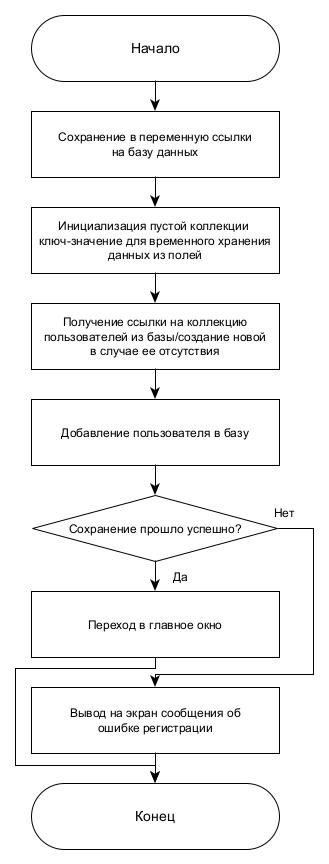 Начало
Сохранение в переменную ссылки
на базу данных
Инициализация пустой коллекции
ключ-значение для временного хранения
данных из полей
Получение ссылки на коллекцию
пользователей из базы/создание новой
в случае ее отсутствия
Добавление пользователя в базу
Сохранение прошло успешно?
Нет
Да
Переход в главное окно
Вывод на экран сообщения об
ошибке регистрации
Конец